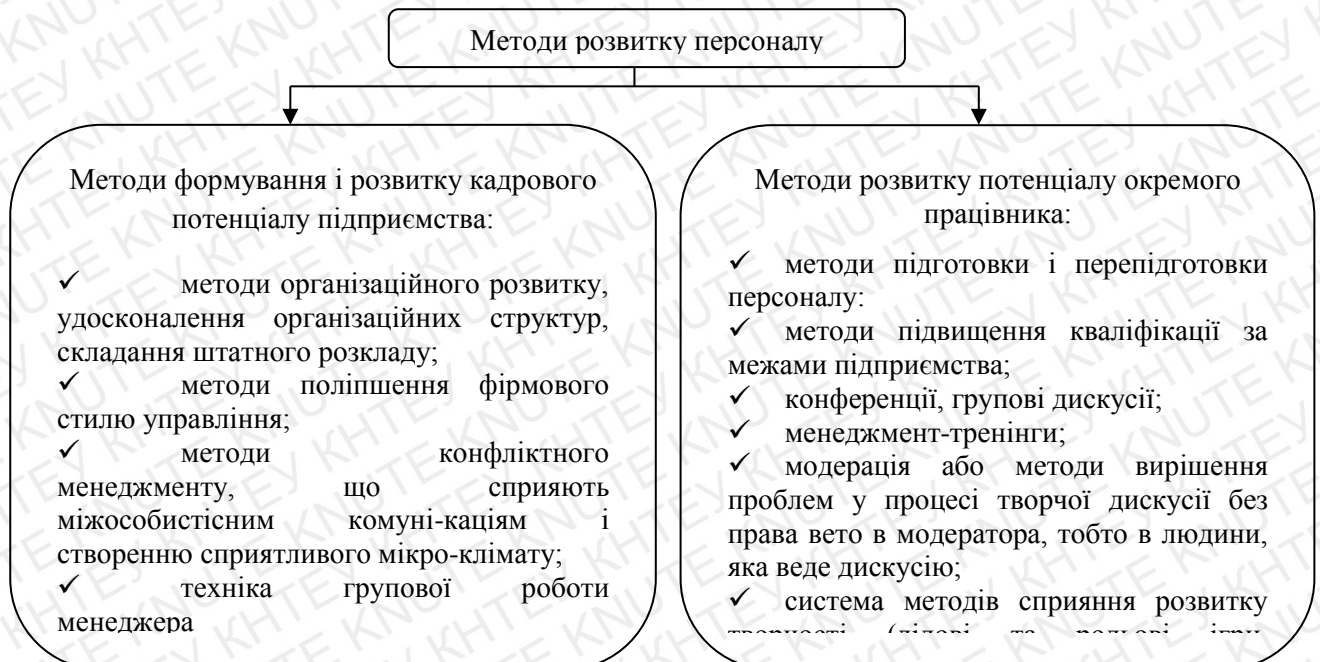 Методи розвитку персоналу
Методи формування і розвитку кадрового
потенціалу підприємства:
✓ методи організаційного розвитку,
удосконалення організаційних структур,
складання штатного розкладу;
✓ методи поліпшення фірмового
стилю управління;
✓ методи конфліктного
менеджменту, що сприяють
міжособистісним комуні-каціям і
створенню сприятливого мікро-клімату;
✓ техніка групової роботи
менеджера
Методи розвитку потенціалу окремого
працівника:
✓ методи підготовки і перепідготовки
персоналу:
✓ методи підвищення кваліфікації за
межами підприємства;
✓ конференції, групові дискусії;
✓ менеджмент-тренінги;
✓ модерація або методи вирішення
проблем у процесі творчої дискусії без
права вето в модератора, тобто в людини,
яка веде дискусію;
✓ система методів сприяння розвитку